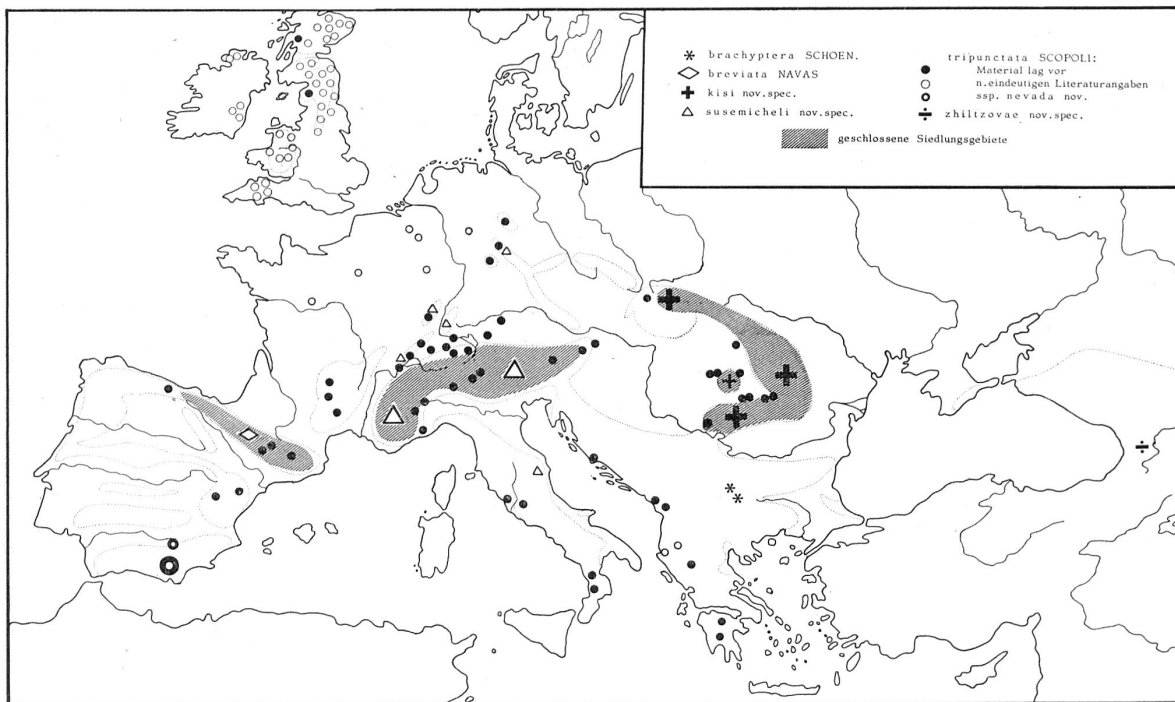 brachyptera SCHOEN.
breviata NAVAS
kisi nov.spec.
susemicheli nov.spec.
tripunctata SCOPOLI:
Material lag vor
n.eindeutigen Literaturangaben
ssp. nevada nov.
zhiltzovae nov.spec.
geschlossene Siedlungsgebiete